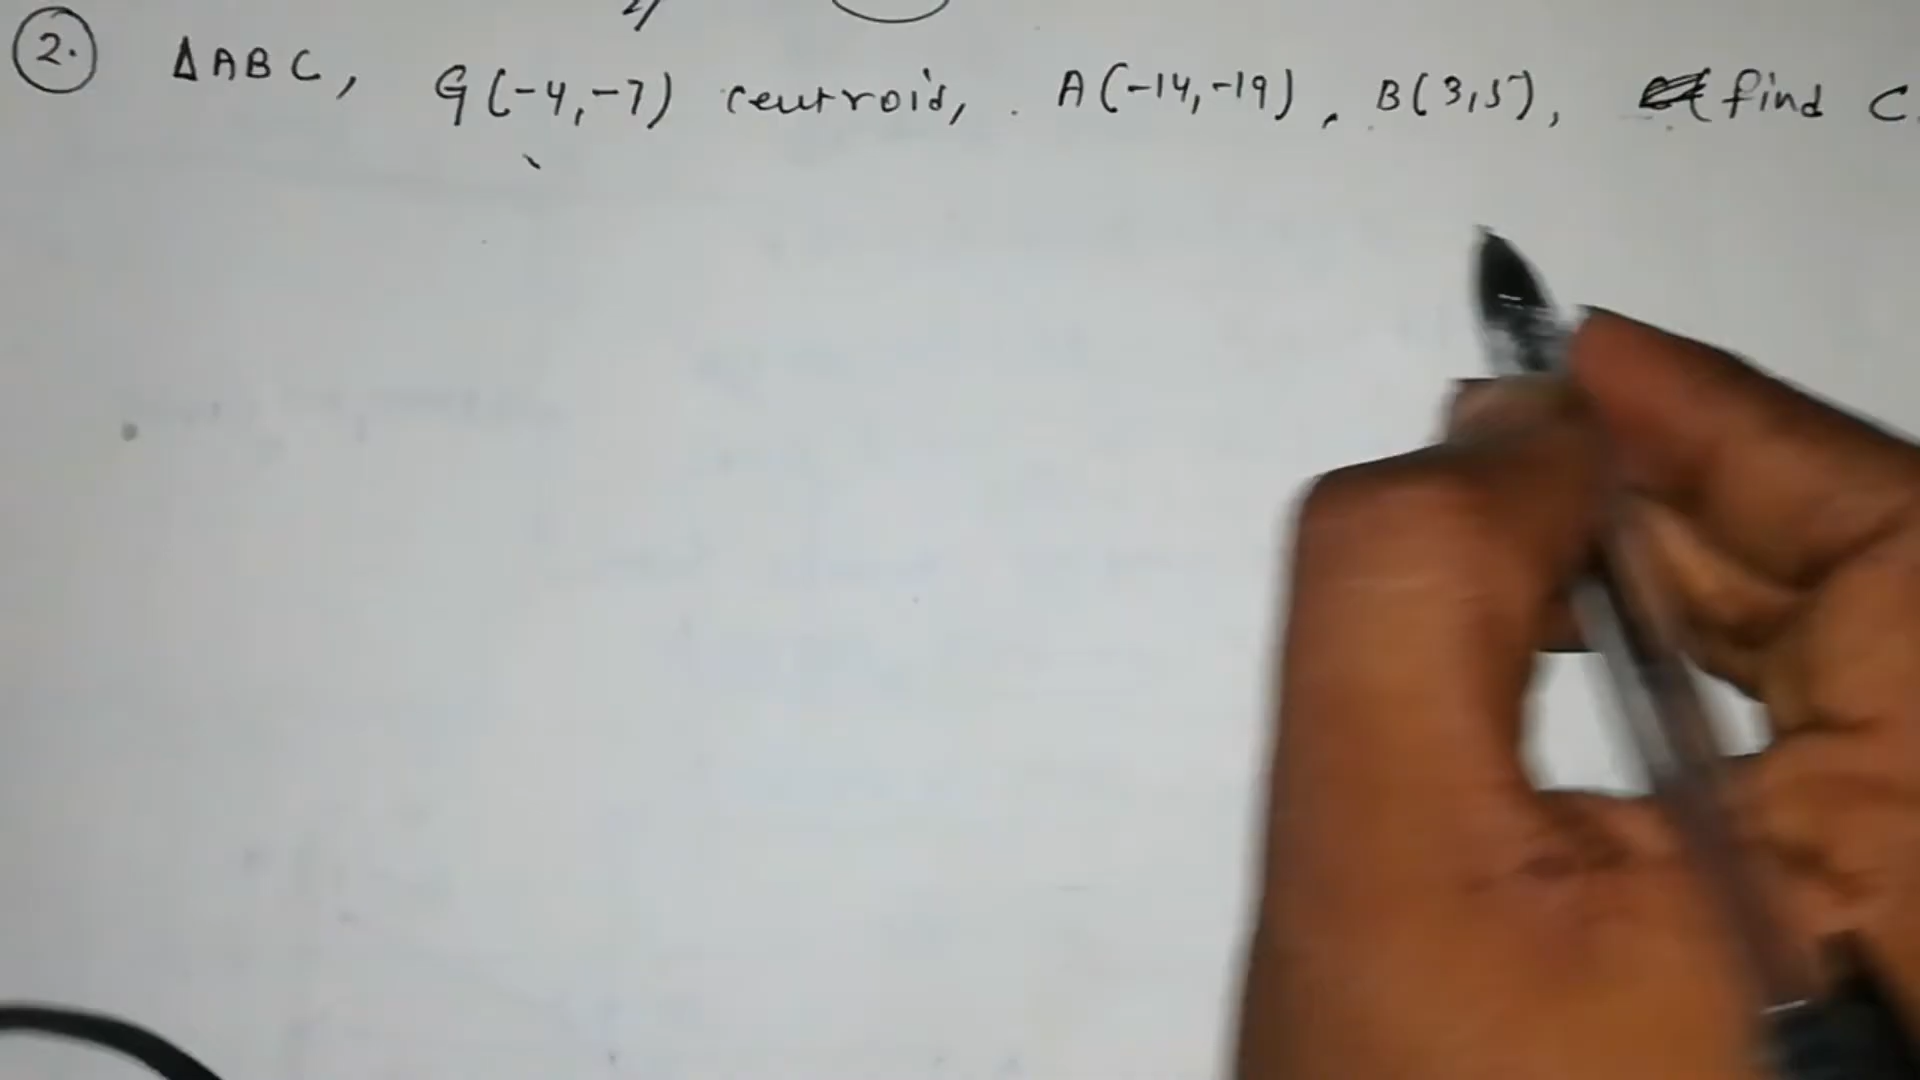 2. ΔABC, G(-4,-7) centroid, A(-14,-19), B(3,5), find C.